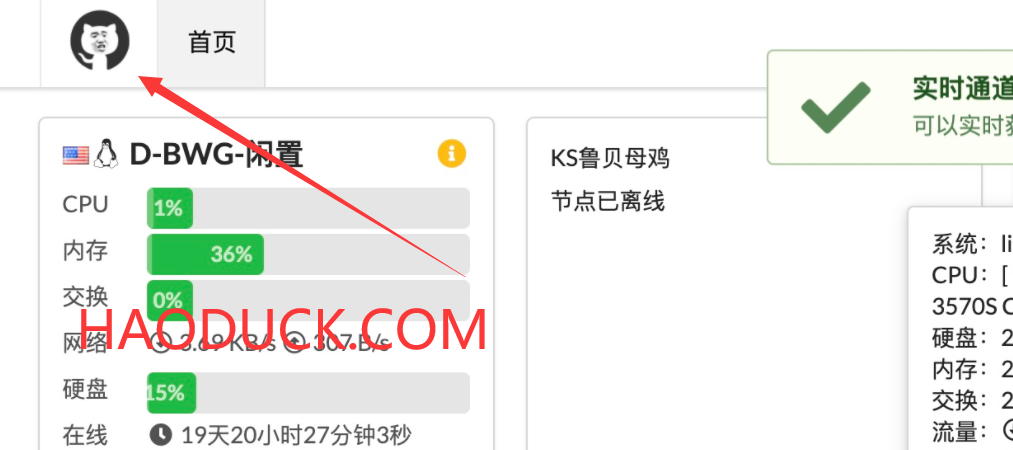 首页
实时通道
可以实时
D-BWG-闲置
CPU 1%
内存 36%
交换 0%
HAODUCK.COM
网络 3.69 KB/s 307 B/s
硬盘 15%
在线 19天20小时27分钟3秒
KS鲁贝母鸡
节点已离线
系统：li
CPU：[
3570S C
硬盘：2
内存：2
交换：2
流量：